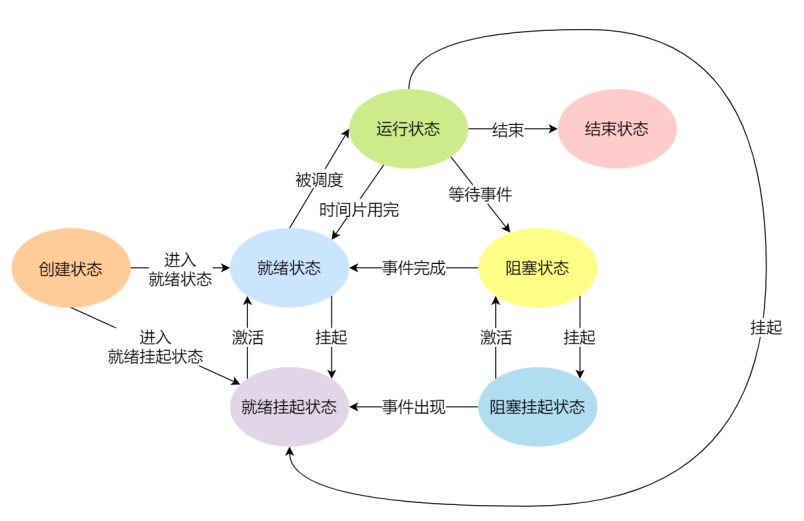 运行状态
结束
结束状态
被调度
时间片用完
等待事件
创建状态
进入
就绪状态
就绪状态
事件完成
阻塞状态
进入
就绪挂起状态
激活
挂起
激活
挂起
挂起
就绪挂起状态
事件出现
阻塞挂起状态